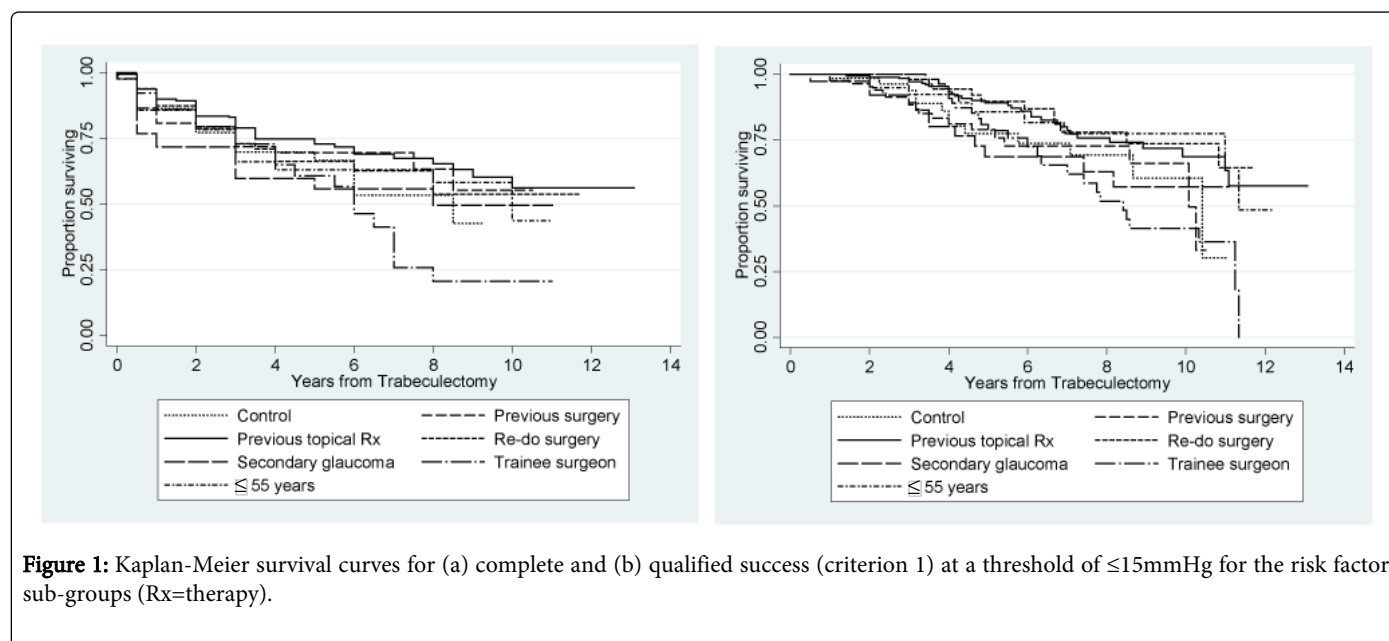 Proportion surviving
0.00 0.25 0.50 0.75 1.00
0 2 4 6 8 10 12 14
Years from Trabeculectomy
Control Previous surgery
Previous topical Rx Re-do surgery
Secondary glaucoma Trainee surgeon
≤ 55 years
Proportion surviving
0.00 0.25 0.50 0.75 1.00
0 2 4 6 8 10 12 14
Years from Trabeculectomy
Control Previous surgery
Previous topical Rx Re-do surgery
Secondary glaucoma Trainee surgeon
≤ 55 years
Figure 1: Kaplan-Meier survival curves for (a) complete and (b) qualified success (criterion 1) at a threshold of ≤15mmHg for the risk factor
sub-groups (Rx=therapy).